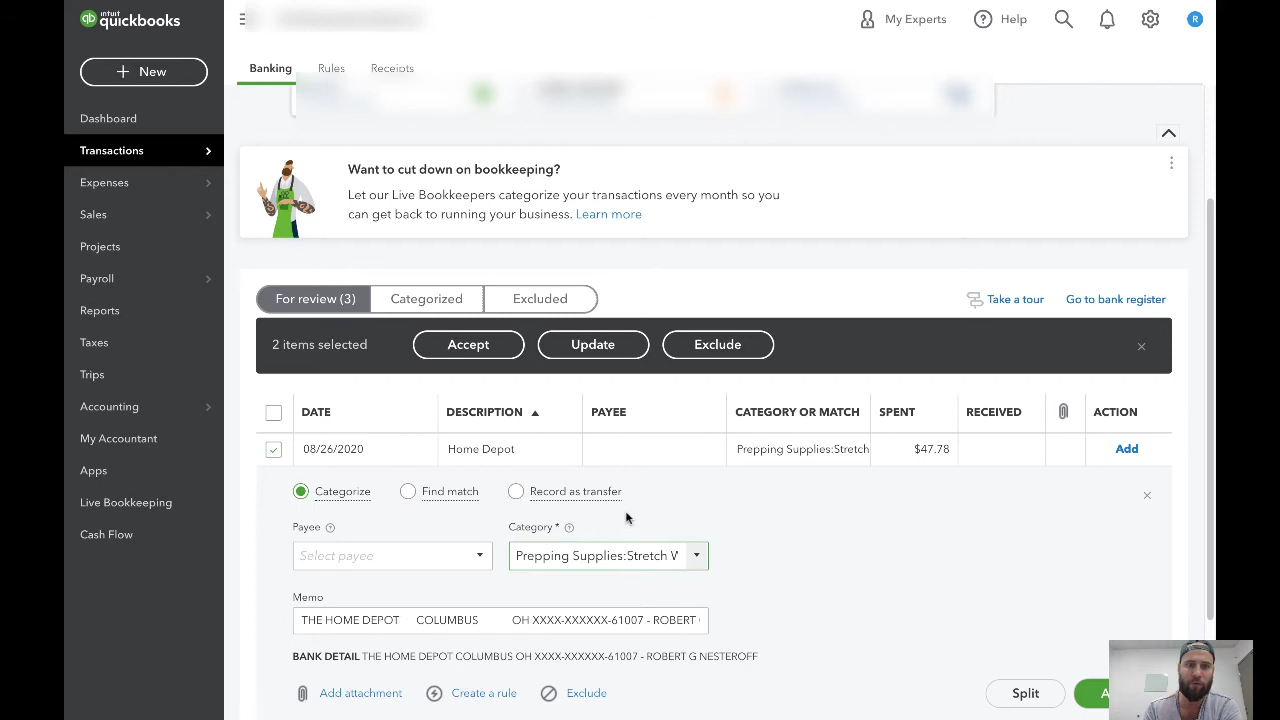 intuit
quickbooks
My Experts
Help
R
+ New
Banking
Rules
Receipts
Dashboard
Transactions
Expenses
Sales
Projects
Payroll
Reports
Taxes
Trips
Accounting
My Accountant
Apps
Live Bookkeeping
Cash Flow
Want to cut down on bookkeeping?
Let our Live Bookkeepers categorize your transactions every month so you
can get back to running your business. Learn more
For review (3)
Categorized
Excluded
Take a tour
Go to bank register
2 items selected
Accept
Update
Exclude
DATE
DESCRIPTION
PAYEE
CATEGORY OR MATCH
SPENT
RECEIVED
ACTION
08/26/2020
Home Depot
Prepping Supplies:Stretch
$47.78
Add
Categorize
Find match
Record as transfer
Payee
Category *
Select payee
Prepping Supplies:Stretch
Memo
THE HOME DEPOT COLUMBUS OH XXXX-XXXXXX-61007 - ROBERT
BANK DETAIL THE HOME DEPOT COLUMBUS OH XXXX-XXXXXX-61007 - ROBERT G NESTEROFF
Add attachment
Create a rule
Exclude
Split